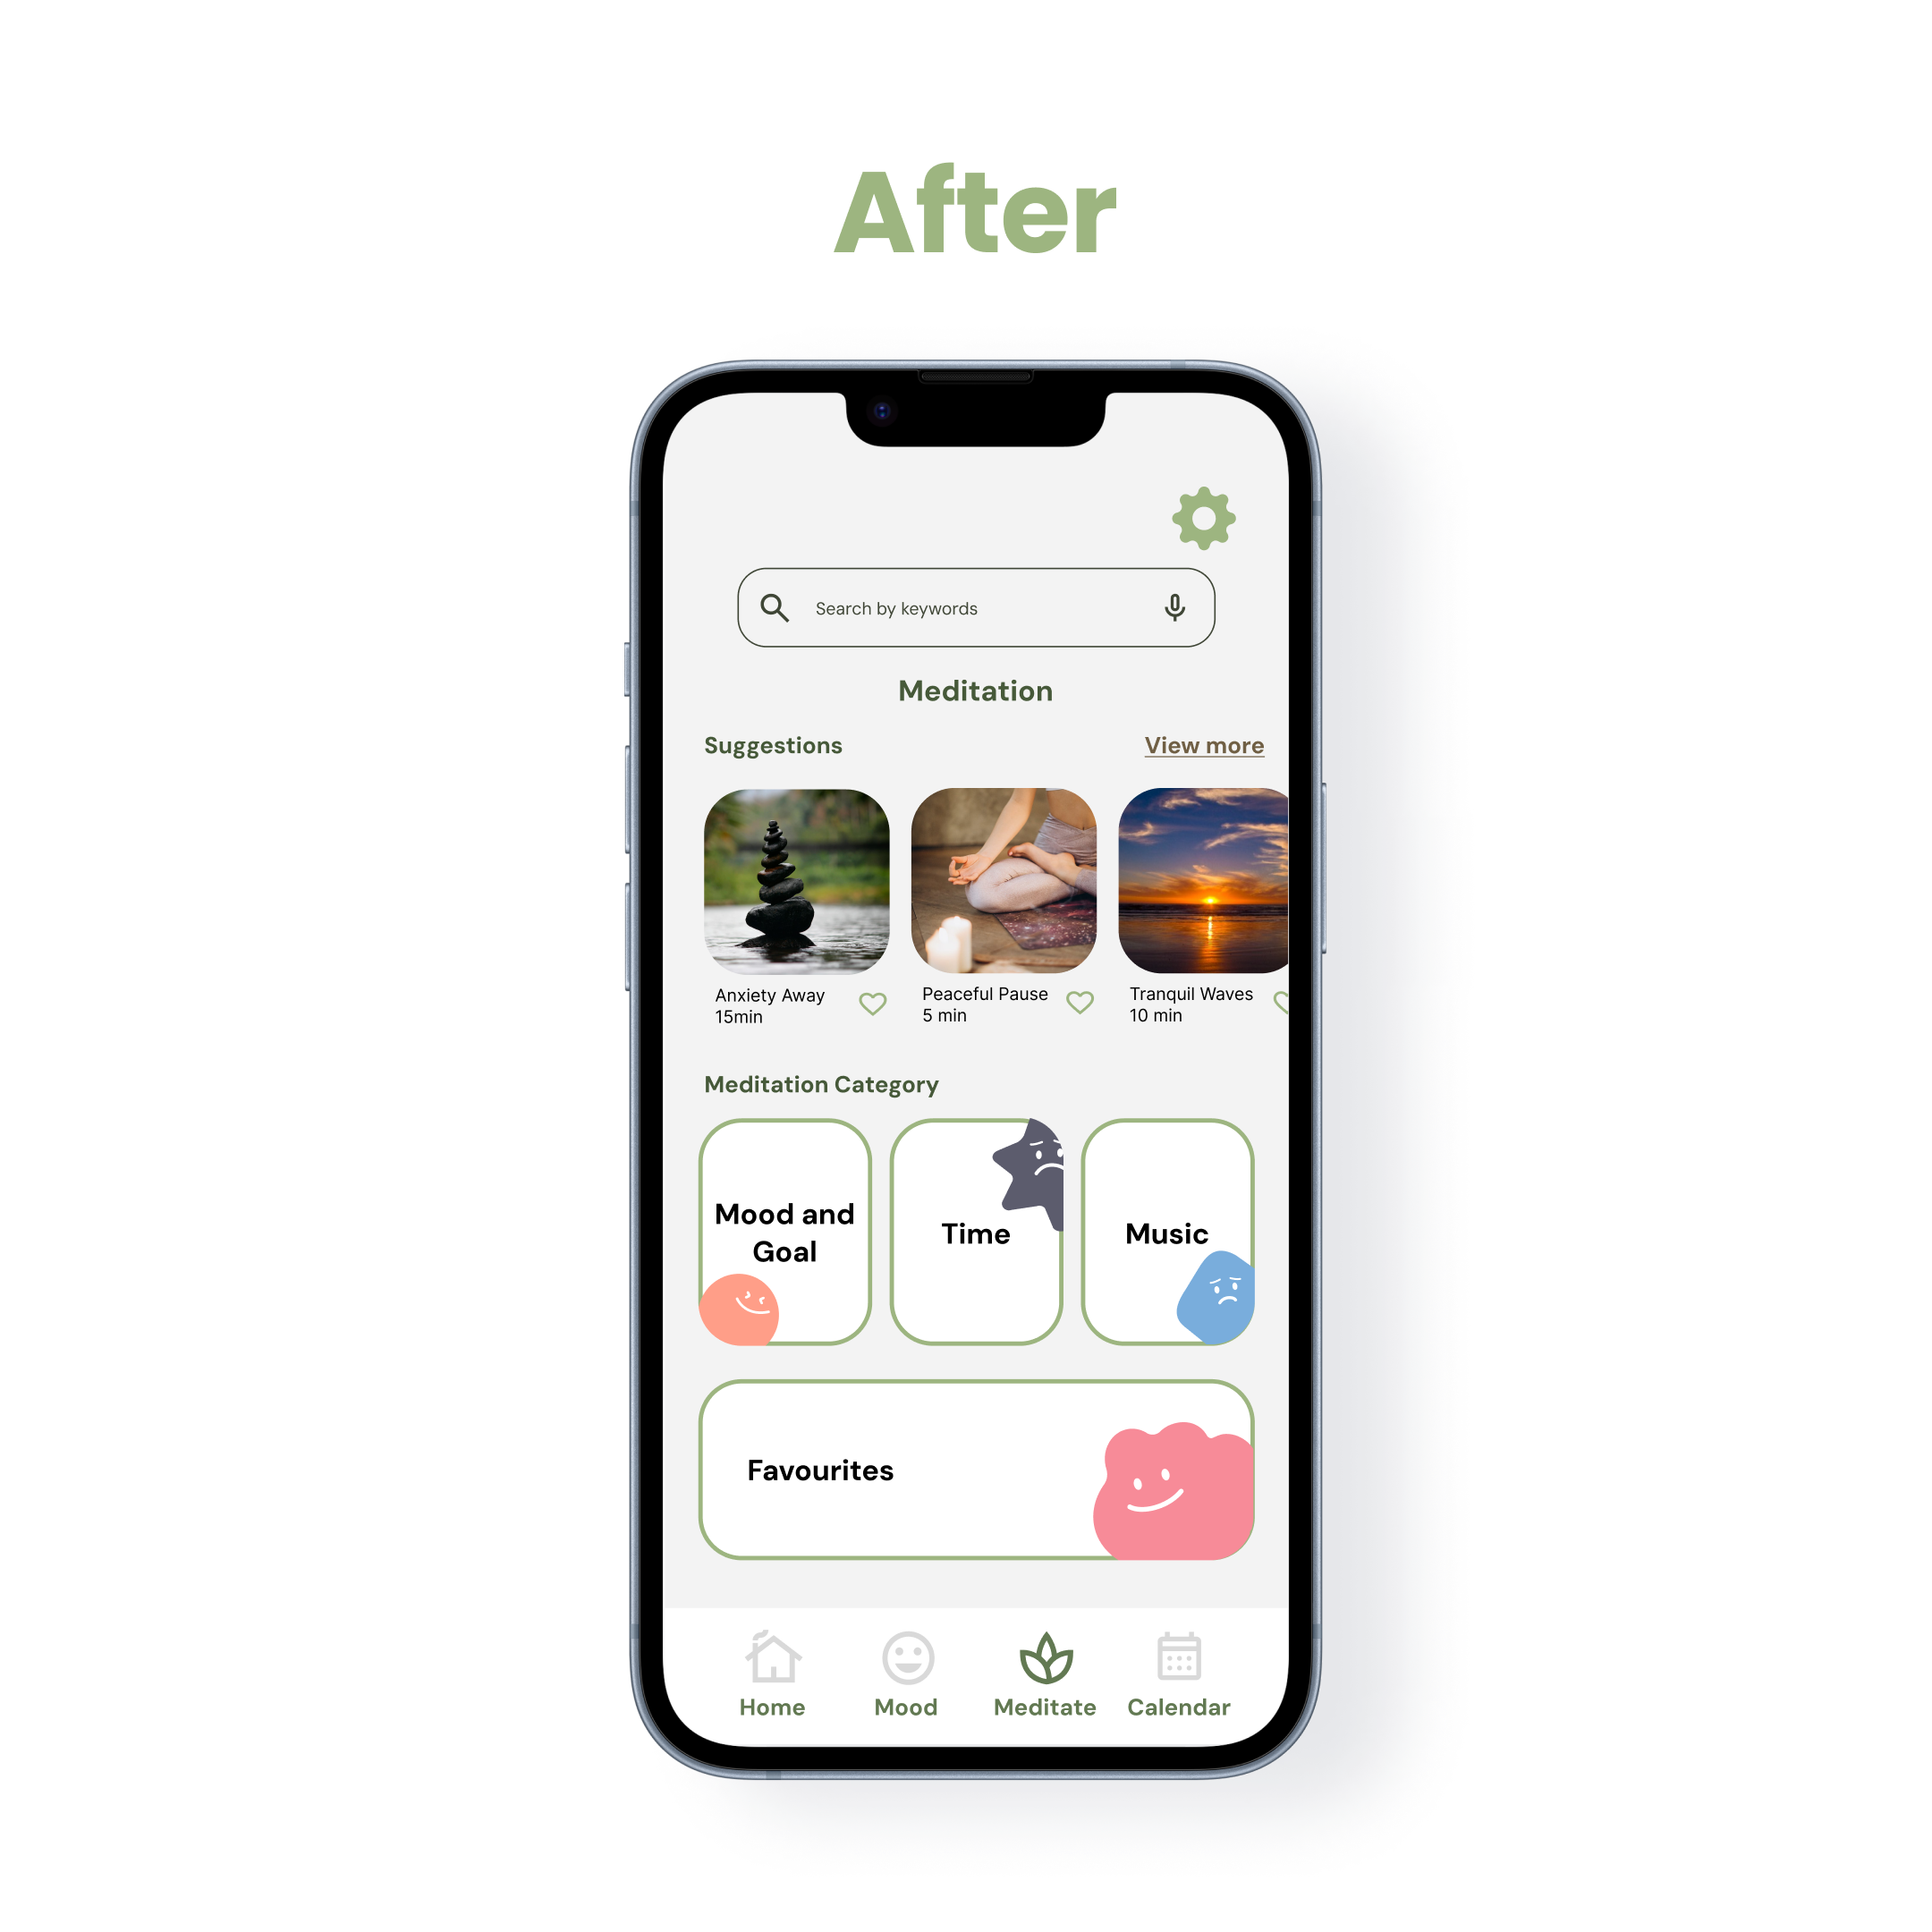 After
Search by keywords
Meditation
Suggestions
View more
Anxiety Away
15min
Peaceful Pause
5 min
Tranquil Waves
10 min
Meditation Category
Mood and
Goal
Time
Music
Favourites
Home
Mood
Meditate
Calendar